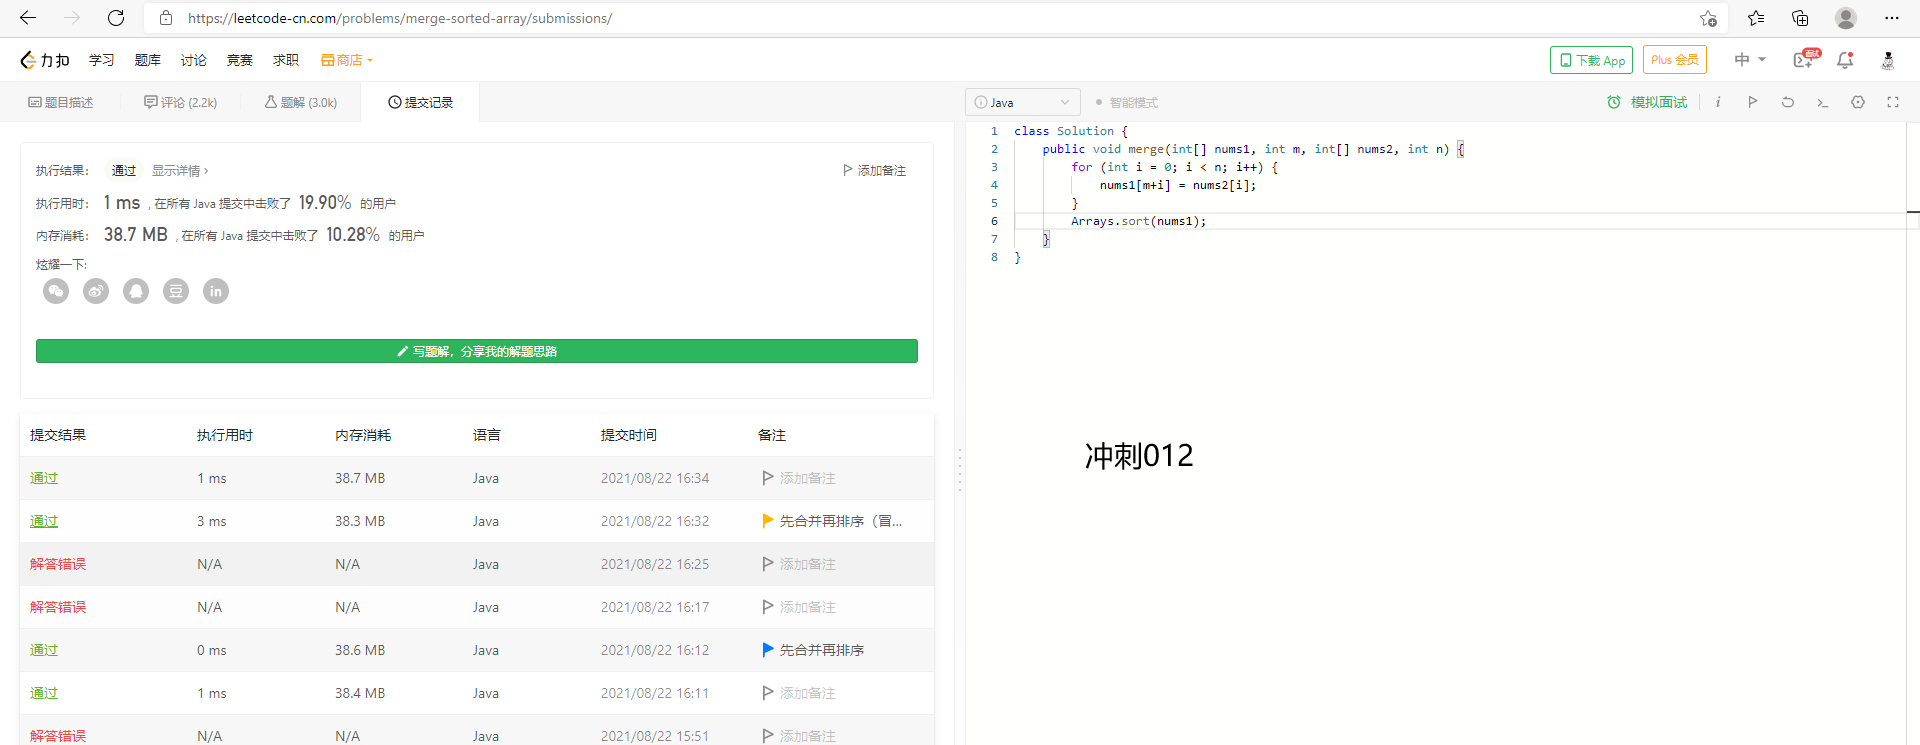 https://leetcode-cn.com/problems/merge-sorted-array/submissions/
力扣 学习 题库 讨论 竞赛 求职 商店 下载 App Plus 会员 中 面试
题目描述 评论 (2.2k) 题解 (3.0k) 提交记录
执行结果： 通过 显示详情 › 添加备注
执行用时： 1 ms , 在所有 Java 提交中击败了 19.90% 的用户
内存消耗： 38.7 MB , 在所有 Java 提交中击败了 10.28% 的用户
炫耀一下:
豆 in
写题解，分享我的解题思路
提交结果 执行用时 内存消耗 语言 提交时间 备注
通过 1 ms 38.7 MB Java 2021/08/22 16:34 添加备注
通过 3 ms 38.3 MB Java 2021/08/22 16:32 先合并再排序（冒...
解答错误 N/A N/A Java 2021/08/22 16:25 添加备注
解答错误 N/A N/A Java 2021/08/22 16:17 添加备注
通过 0 ms 38.6 MB Java 2021/08/22 16:12 先合并再排序
通过 1 ms 38.4 MB Java 2021/08/22 16:11 添加备注
解答错误 N/A N/A Java 2021/08/22 15:51 添加备注
Java 智能模式 模拟面试 i
1 class Solution {
2 public void merge(int[] nums1, int m, int[] nums2, int n) {
3 for (int i = 0; i < n; i++) {
4 nums1[m+i] = nums2[i];
5 }
6 Arrays.sort(nums1);
7 }
8 }
冲刺012